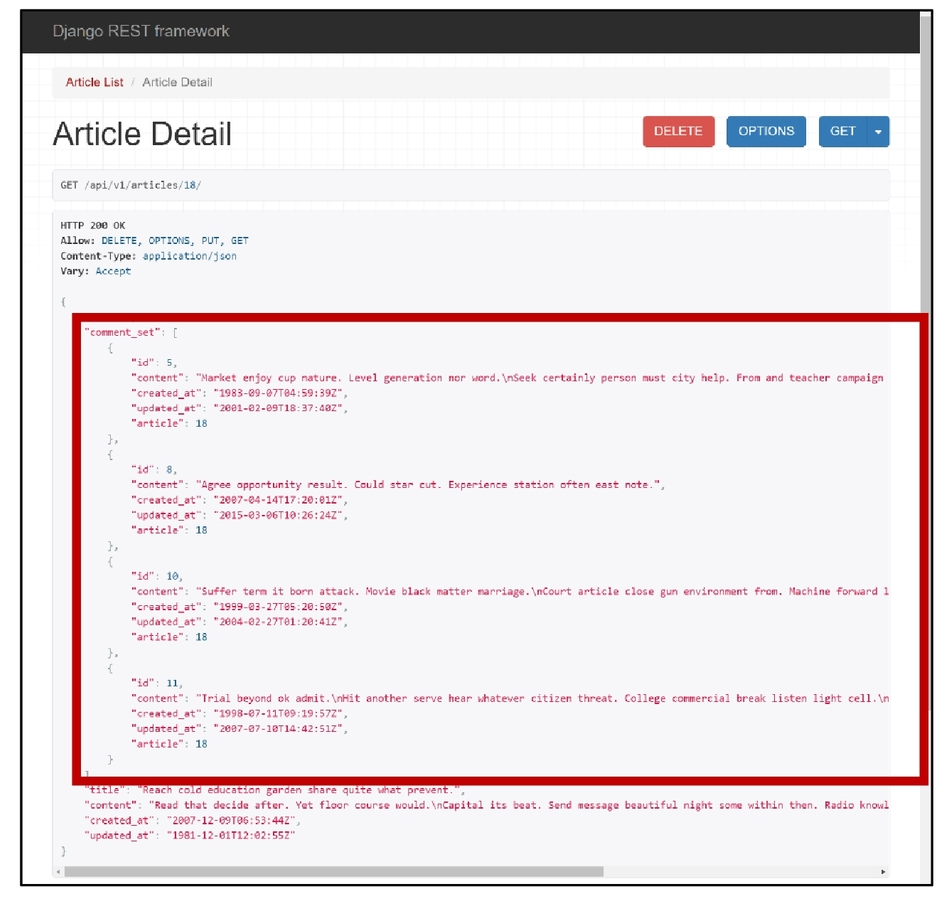 Django REST framework
Article List / Article Detail
Article Detail
DELETE
OPTIONS
GET
GET /api/v1/articles/18/
HTTP 200 OK
Allow: DELETE, OPTIONS, PUT, GET
Content-Type: application/json
Vary: Accept
{
"comment_set": [
{
"id": 5,
"content": "Market enjoy cup nature. Level generation nor word.\nSeek certainly person must city help. From and teacher campaign
"created_at": "1983-09-07T04:59:39Z",
"updated_at": "2001-02-09T18:37:40Z",
"article": 18
},
{
"id": 8,
"content": "Agree opportunity result. Could star cut. Experience station often east note.",
"created_at": "2007-04-14T17:20:01Z",
"updated_at": "2015-03-06T10:26:24Z",
"article": 18
},
{
"id": 10,
"content": "Suffer term it born attack. Movie black matter marriage.\nCourt article close gun environment from. Machine forward l
"created_at": "1999-03-27T05:20:50Z",
"updated_at": "2004-02-27T01:20:41Z",
"article": 18
},
{
"id": 11,
"content": "Trial beyond ok admit.\nHit another serve hear whatever citizen threat. College commercial break listen light cell.\n
"created_at": "1998-07-11T09:19:57Z",
"updated_at": "2007-07-10T14:42:51Z",
"article": 18
}
"title": "Reach cold education garden share quite what prevent.",
"content": "Read that decide after. Yet floor course would.\nCapital its beat. Send message beautiful night some within then. Radio knowl
"created_at": "2007-12-09T06:53:44Z",
"updated_at": "1981-12-01T12:02:55Z"
}